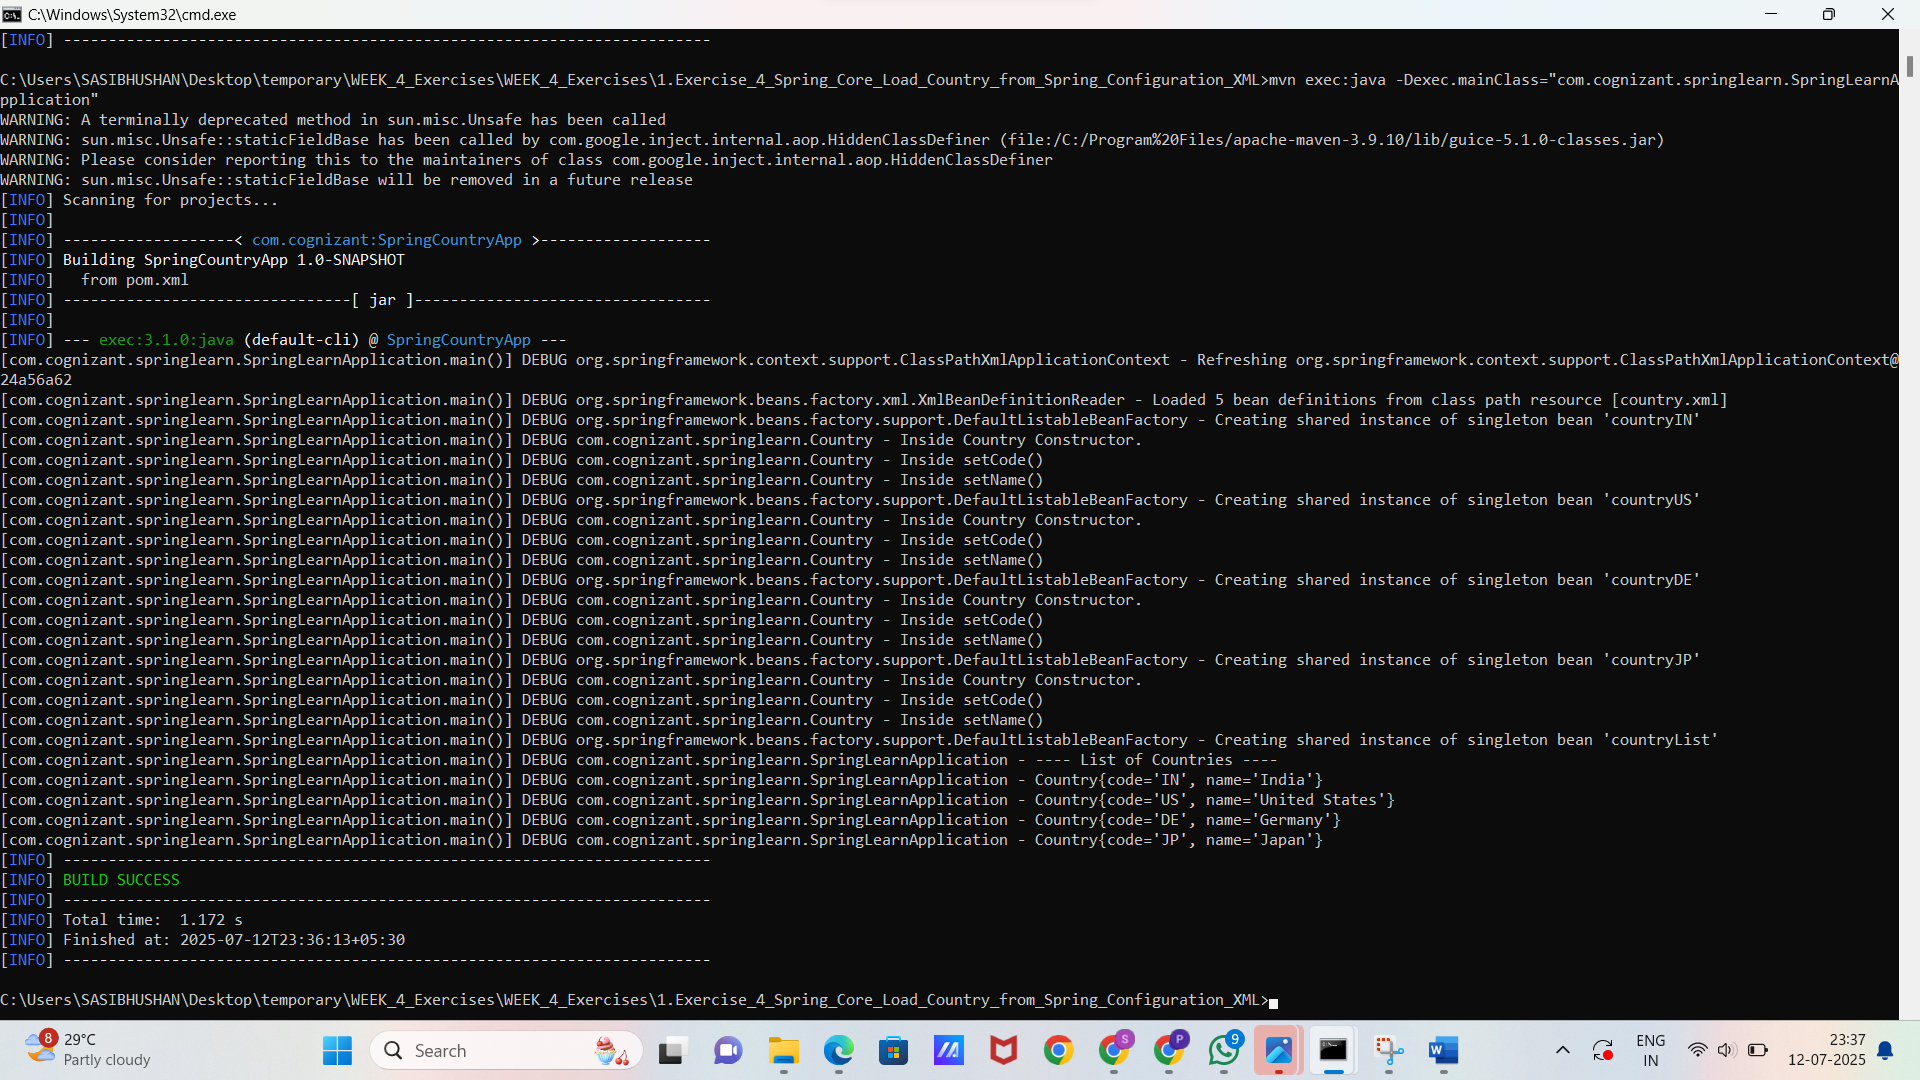 C:\Windows\System32\cmd.exe
[INFO] ------------------------------------------------------------------------
C:\Users\SASIBHUSHAN\Desktop\temporary\WEEK_4_Exercises\WEEK_4_Exercises\1.Exercise_4_Spring_Core_Load_Country_from_Spring_Configuration_XML>mvn exec:java -Dexec.mainClass="com.cognizant.springlearn.SpringLearnA
pplication"
WARNING: A terminally deprecated method in sun.misc.Unsafe has been called
WARNING: sun.misc.Unsafe::staticFieldBase has been called by com.google.inject.internal.aop.HiddenClassDefiner (file:/C:/Program%20Files/apache-maven-3.9.10/lib/guice-5.1.0-classes.jar)
WARNING: Please consider reporting this to the maintainers of class com.google.inject.internal.aop.HiddenClassDefiner
WARNING: sun.misc.Unsafe::staticFieldBase will be removed in a future release
[INFO] Scanning for projects...
[INFO]
[INFO] -------------------< com.cognizant:SpringCountryApp >-------------------
[INFO] Building SpringCountryApp 1.0-SNAPSHOT
[INFO]   from pom.xml
[INFO] --------------------------------[ jar ]---------------------------------
[INFO]
[INFO] --- exec:3.1.0:java (default-cli) @ SpringCountryApp ---
[com.cognizant.springlearn.SpringLearnApplication.main()] DEBUG org.springframework.context.support.ClassPathXmlApplicationContext - Refreshing org.springframework.context.support.ClassPathXmlApplicationContext@
24a56a62
[com.cognizant.springlearn.SpringLearnApplication.main()] DEBUG org.springframework.beans.factory.xml.XmlBeanDefinitionReader - Loaded 5 bean definitions from class path resource [country.xml]
[com.cognizant.springlearn.SpringLearnApplication.main()] DEBUG org.springframework.beans.factory.support.DefaultListableBeanFactory - Creating shared instance of singleton bean 'countryIN'
[com.cognizant.springlearn.SpringLearnApplication.main()] DEBUG com.cognizant.springlearn.Country - Inside Country Constructor.
[com.cognizant.springlearn.SpringLearnApplication.main()] DEBUG com.cognizant.springlearn.Country - Inside setCode()
[com.cognizant.springlearn.SpringLearnApplication.main()] DEBUG com.cognizant.springlearn.Country - Inside setName()
[com.cognizant.springlearn.SpringLearnApplication.main()] DEBUG org.springframework.beans.factory.support.DefaultListableBeanFactory - Creating shared instance of singleton bean 'countryUS'
[com.cognizant.springlearn.SpringLearnApplication.main()] DEBUG com.cognizant.springlearn.Country - Inside Country Constructor.
[com.cognizant.springlearn.SpringLearnApplication.main()] DEBUG com.cognizant.springlearn.Country - Inside setCode()
[com.cognizant.springlearn.SpringLearnApplication.main()] DEBUG com.cognizant.springlearn.Country - Inside setName()
[com.cognizant.springlearn.SpringLearnApplication.main()] DEBUG org.springframework.beans.factory.support.DefaultListableBeanFactory - Creating shared instance of singleton bean 'countryDE'
[com.cognizant.springlearn.SpringLearnApplication.main()] DEBUG com.cognizant.springlearn.Country - Inside Country Constructor.
[com.cognizant.springlearn.SpringLearnApplication.main()] DEBUG com.cognizant.springlearn.Country - Inside setCode()
[com.cognizant.springlearn.SpringLearnApplication.main()] DEBUG com.cognizant.springlearn.Country - Inside setName()
[com.cognizant.springlearn.SpringLearnApplication.main()] DEBUG org.springframework.beans.factory.support.DefaultListableBeanFactory - Creating shared instance of singleton bean 'countryJP'
[com.cognizant.springlearn.SpringLearnApplication.main()] DEBUG com.cognizant.springlearn.Country - Inside Country Constructor.
[com.cognizant.springlearn.SpringLearnApplication.main()] DEBUG com.cognizant.springlearn.Country - Inside setCode()
[com.cognizant.springlearn.SpringLearnApplication.main()] DEBUG com.cognizant.springlearn.Country - Inside setName()
[com.cognizant.springlearn.SpringLearnApplication.main()] DEBUG org.springframework.beans.factory.support.DefaultListableBeanFactory - Creating shared instance of singleton bean 'countryList'
[com.cognizant.springlearn.SpringLearnApplication.main()] DEBUG com.cognizant.springlearn.SpringLearnApplication - ---- List of Countries ----
[com.cognizant.springlearn.SpringLearnApplication.main()] DEBUG com.cognizant.springlearn.SpringLearnApplication - Country{code='IN', name='India'}
[com.cognizant.springlearn.SpringLearnApplication.main()] DEBUG com.cognizant.springlearn.SpringLearnApplication - Country{code='US', name='United States'}
[com.cognizant.springlearn.SpringLearnApplication.main()] DEBUG com.cognizant.springlearn.SpringLearnApplication - Country{code='DE', name='Germany'}
[com.cognizant.springlearn.SpringLearnApplication.main()] DEBUG com.cognizant.springlearn.SpringLearnApplication - Country{code='JP', name='Japan'}
[INFO] ------------------------------------------------------------------------
[INFO] BUILD SUCCESS
[INFO] ------------------------------------------------------------------------
[INFO] Total time:  1.172 s
[INFO] Finished at: 2025-07-12T23:36:13+05:30
[INFO] ------------------------------------------------------------------------
C:\Users\SASIBHUSHAN\Desktop\temporary\WEEK_4_Exercises\WEEK_4_Exercises\1.Exercise_4_Spring_Core_Load_Country_from_Spring_Configuration_XML>
8
29°C
Partly cloudy
Search
S
P
9
W
ENG
IN
23:37
12-07-2025